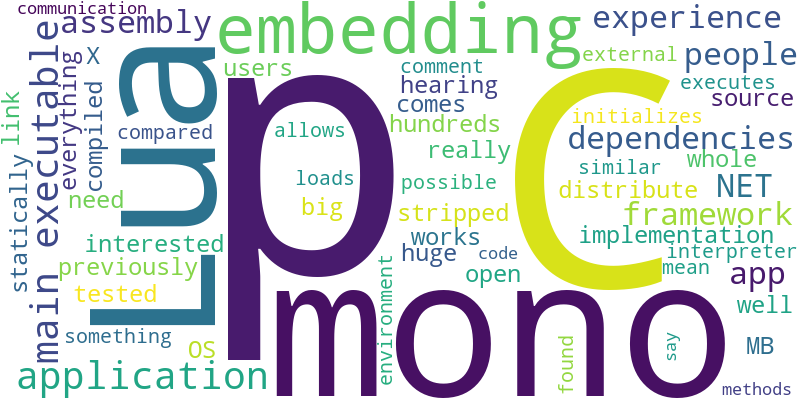 communication
assembly
embedding
experience
people
X
users
comment
external
executes
hearing
source
main executable
everything
compiled
link
Lua
p
C
comes
initializes
compared
allows
hundreds
dependencies
really
whole
similar
loads
possible
NET
statically
need
big
stripped
distribute
framework
interested
works
implementation
previously
huge
open
code
mean
interpreter
app
tested
mono
environment
well
something
OS
found
say
MB
application
methods